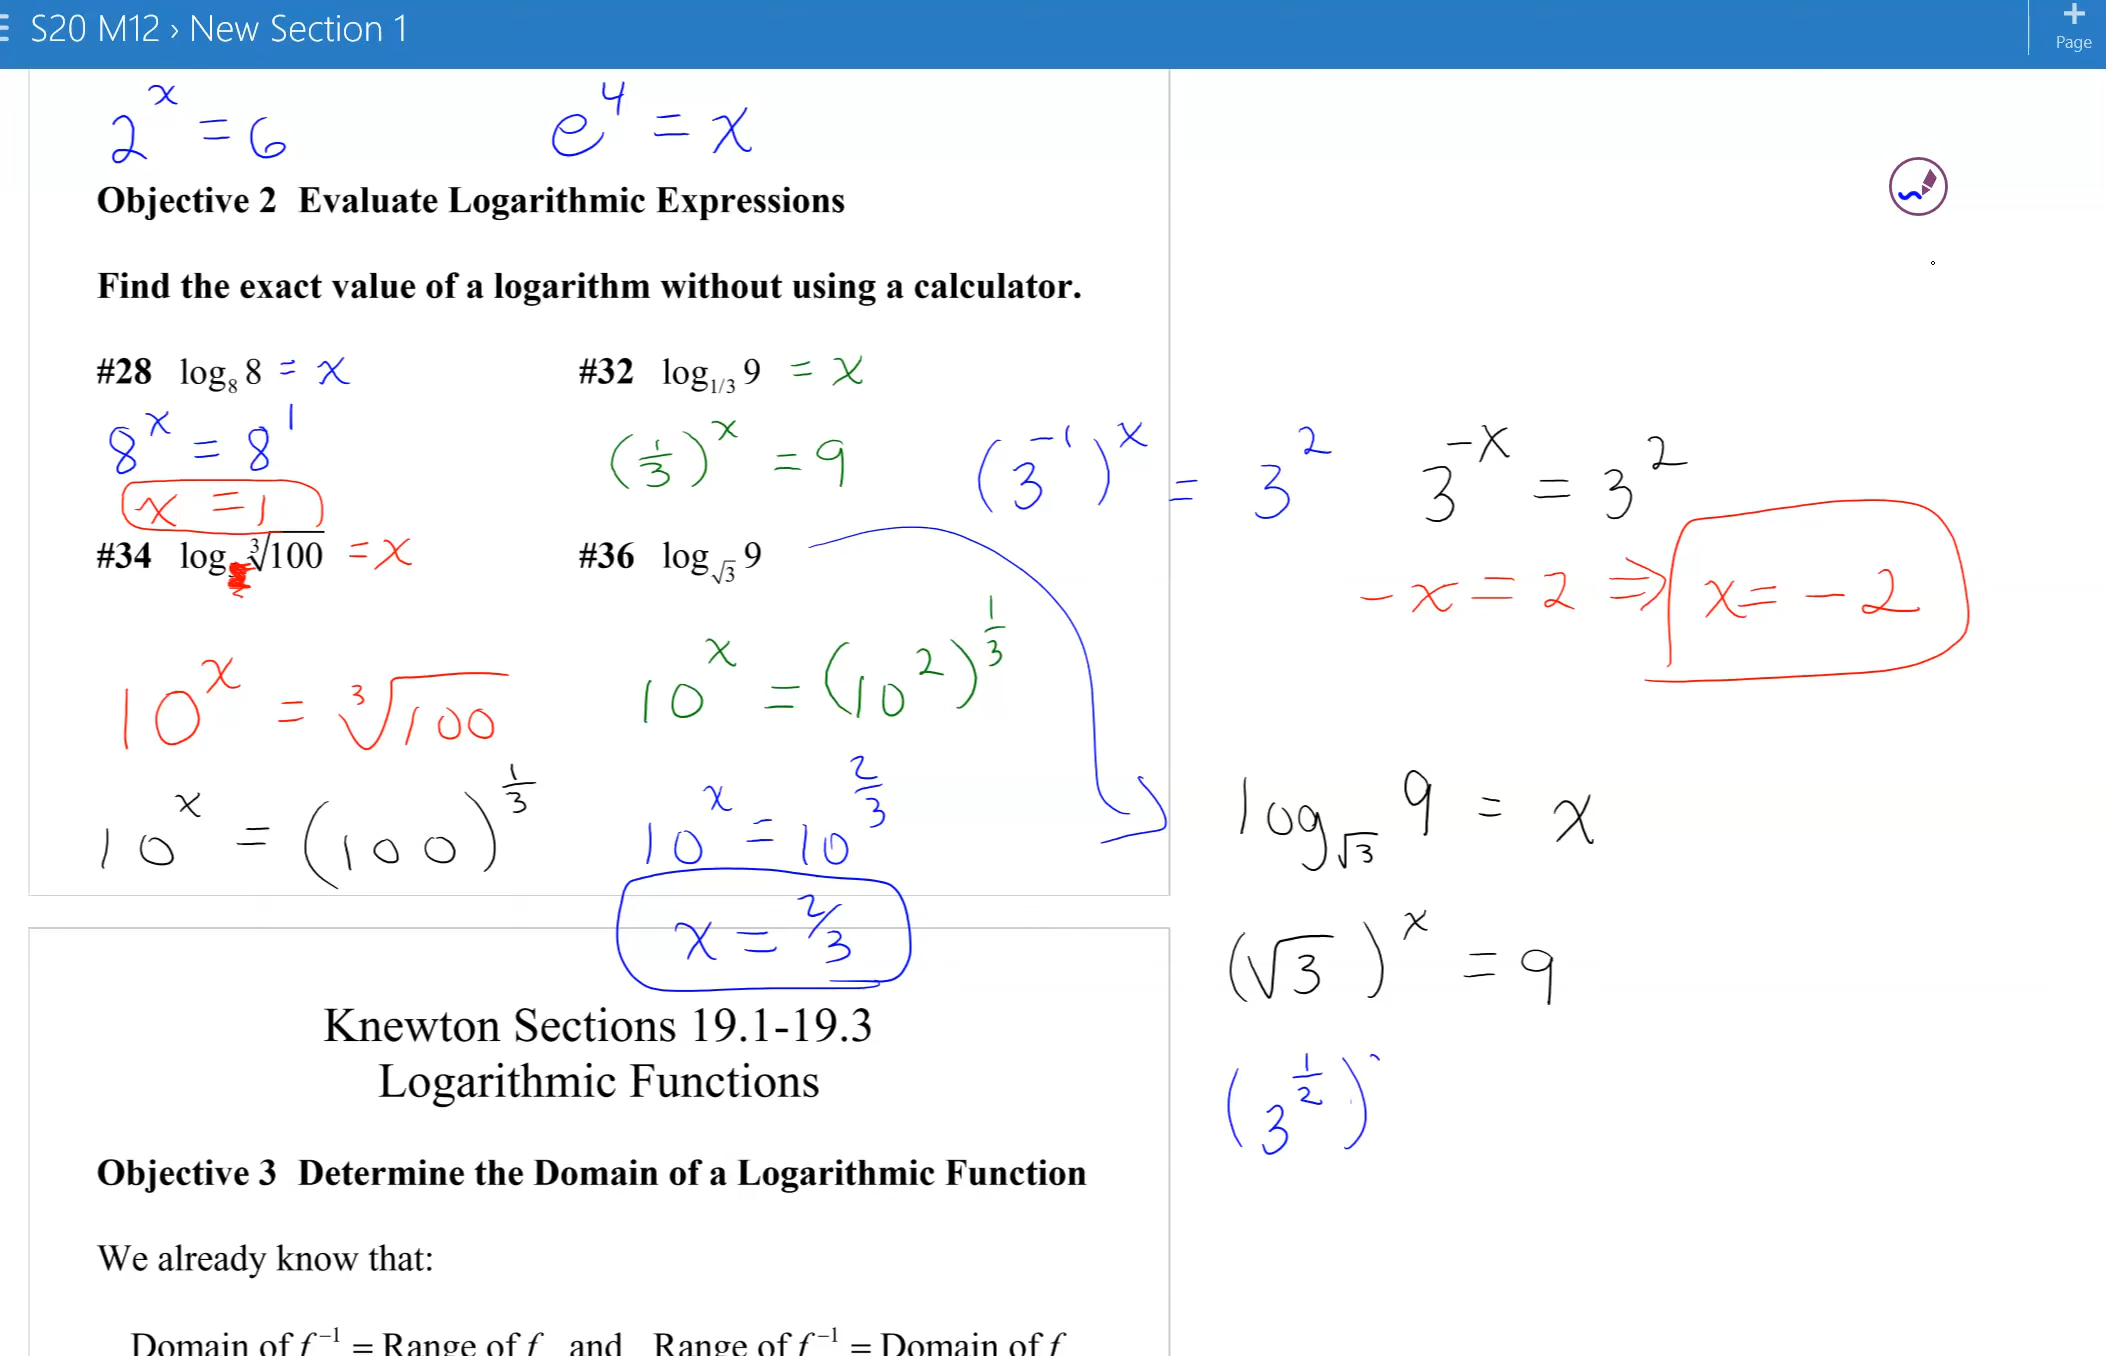 S20 M12 › New Section 1
+ Page
2^x = 6
e^4 = x
Objective 2 Evaluate Logarithmic Expressions
Find the exact value of a logarithm without using a calculator.
#28 log₈ 8 = x
8^x = 8^1
x = 1
#32 log_{1/3} 9 = x
(1/3)^x = 9
(3^{-1})^x = 3^2
3^{-x} = 3^2
-x = 2 ⇒ x = -2
#34 log ∛100 = x
10^x = ∛100
10^x = (100)^{1/3}
10^x = (10^2)^{1/3}
10^x = 10^{2/3}
x = 2/3
#36 log_{√3} 9
log_{√3} 9 = x
(√3)^x = 9
(3^{1/2})
Knewton Sections 19.1-19.3
Logarithmic Functions
Objective 3 Determine the Domain of a Logarithmic Function
We already know that:
Domain of f⁻¹ = Range of f and Range of f⁻¹ = Domain of f